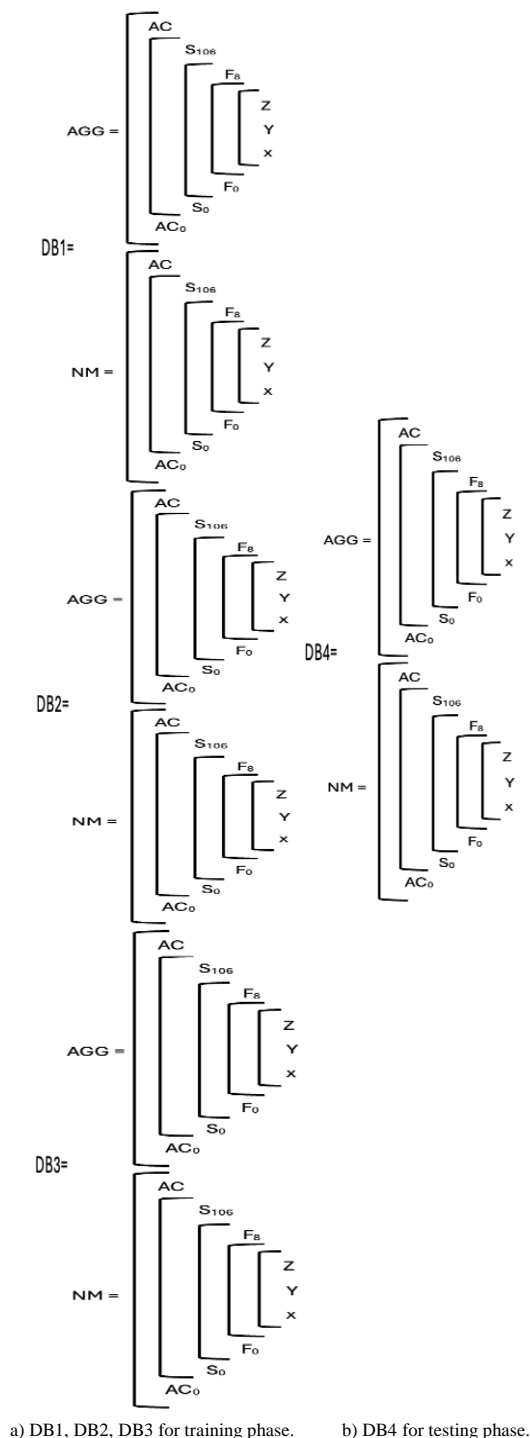 AC
S₁₀₆
F₈
Z
AGG = Y
x
F₀
S₀
AC₀
DB1=
AC
S₁₀₆
F₈
Z
NM = Y
x
F₀
S₀
AC₀
AC
S₁₀₆
F₈
Z
AGG = Y
x
F₀
S₀
AC₀
DB2=
AC
S₁₀₆
F₈
Z
NM = Y
x
F₀
S₀
AC₀
AC
S₁₀₆
F₈
Z
AGG = Y
x
F₀
S₀
AC₀
DB3=
AC
S₁₀₆
F₈
Z
NM = Y
x
F₀
S₀
AC₀
AC
S₁₀₆
F₈
Z
AGG = Y
x
F₀
S₀
AC₀
DB4=
AC
S₁₀₆
F₈
Z
NM = Y
x
F₀
S₀
AC₀
a) DB1, DB2, DB3 for training phase.
b) DB4 for testing phase.